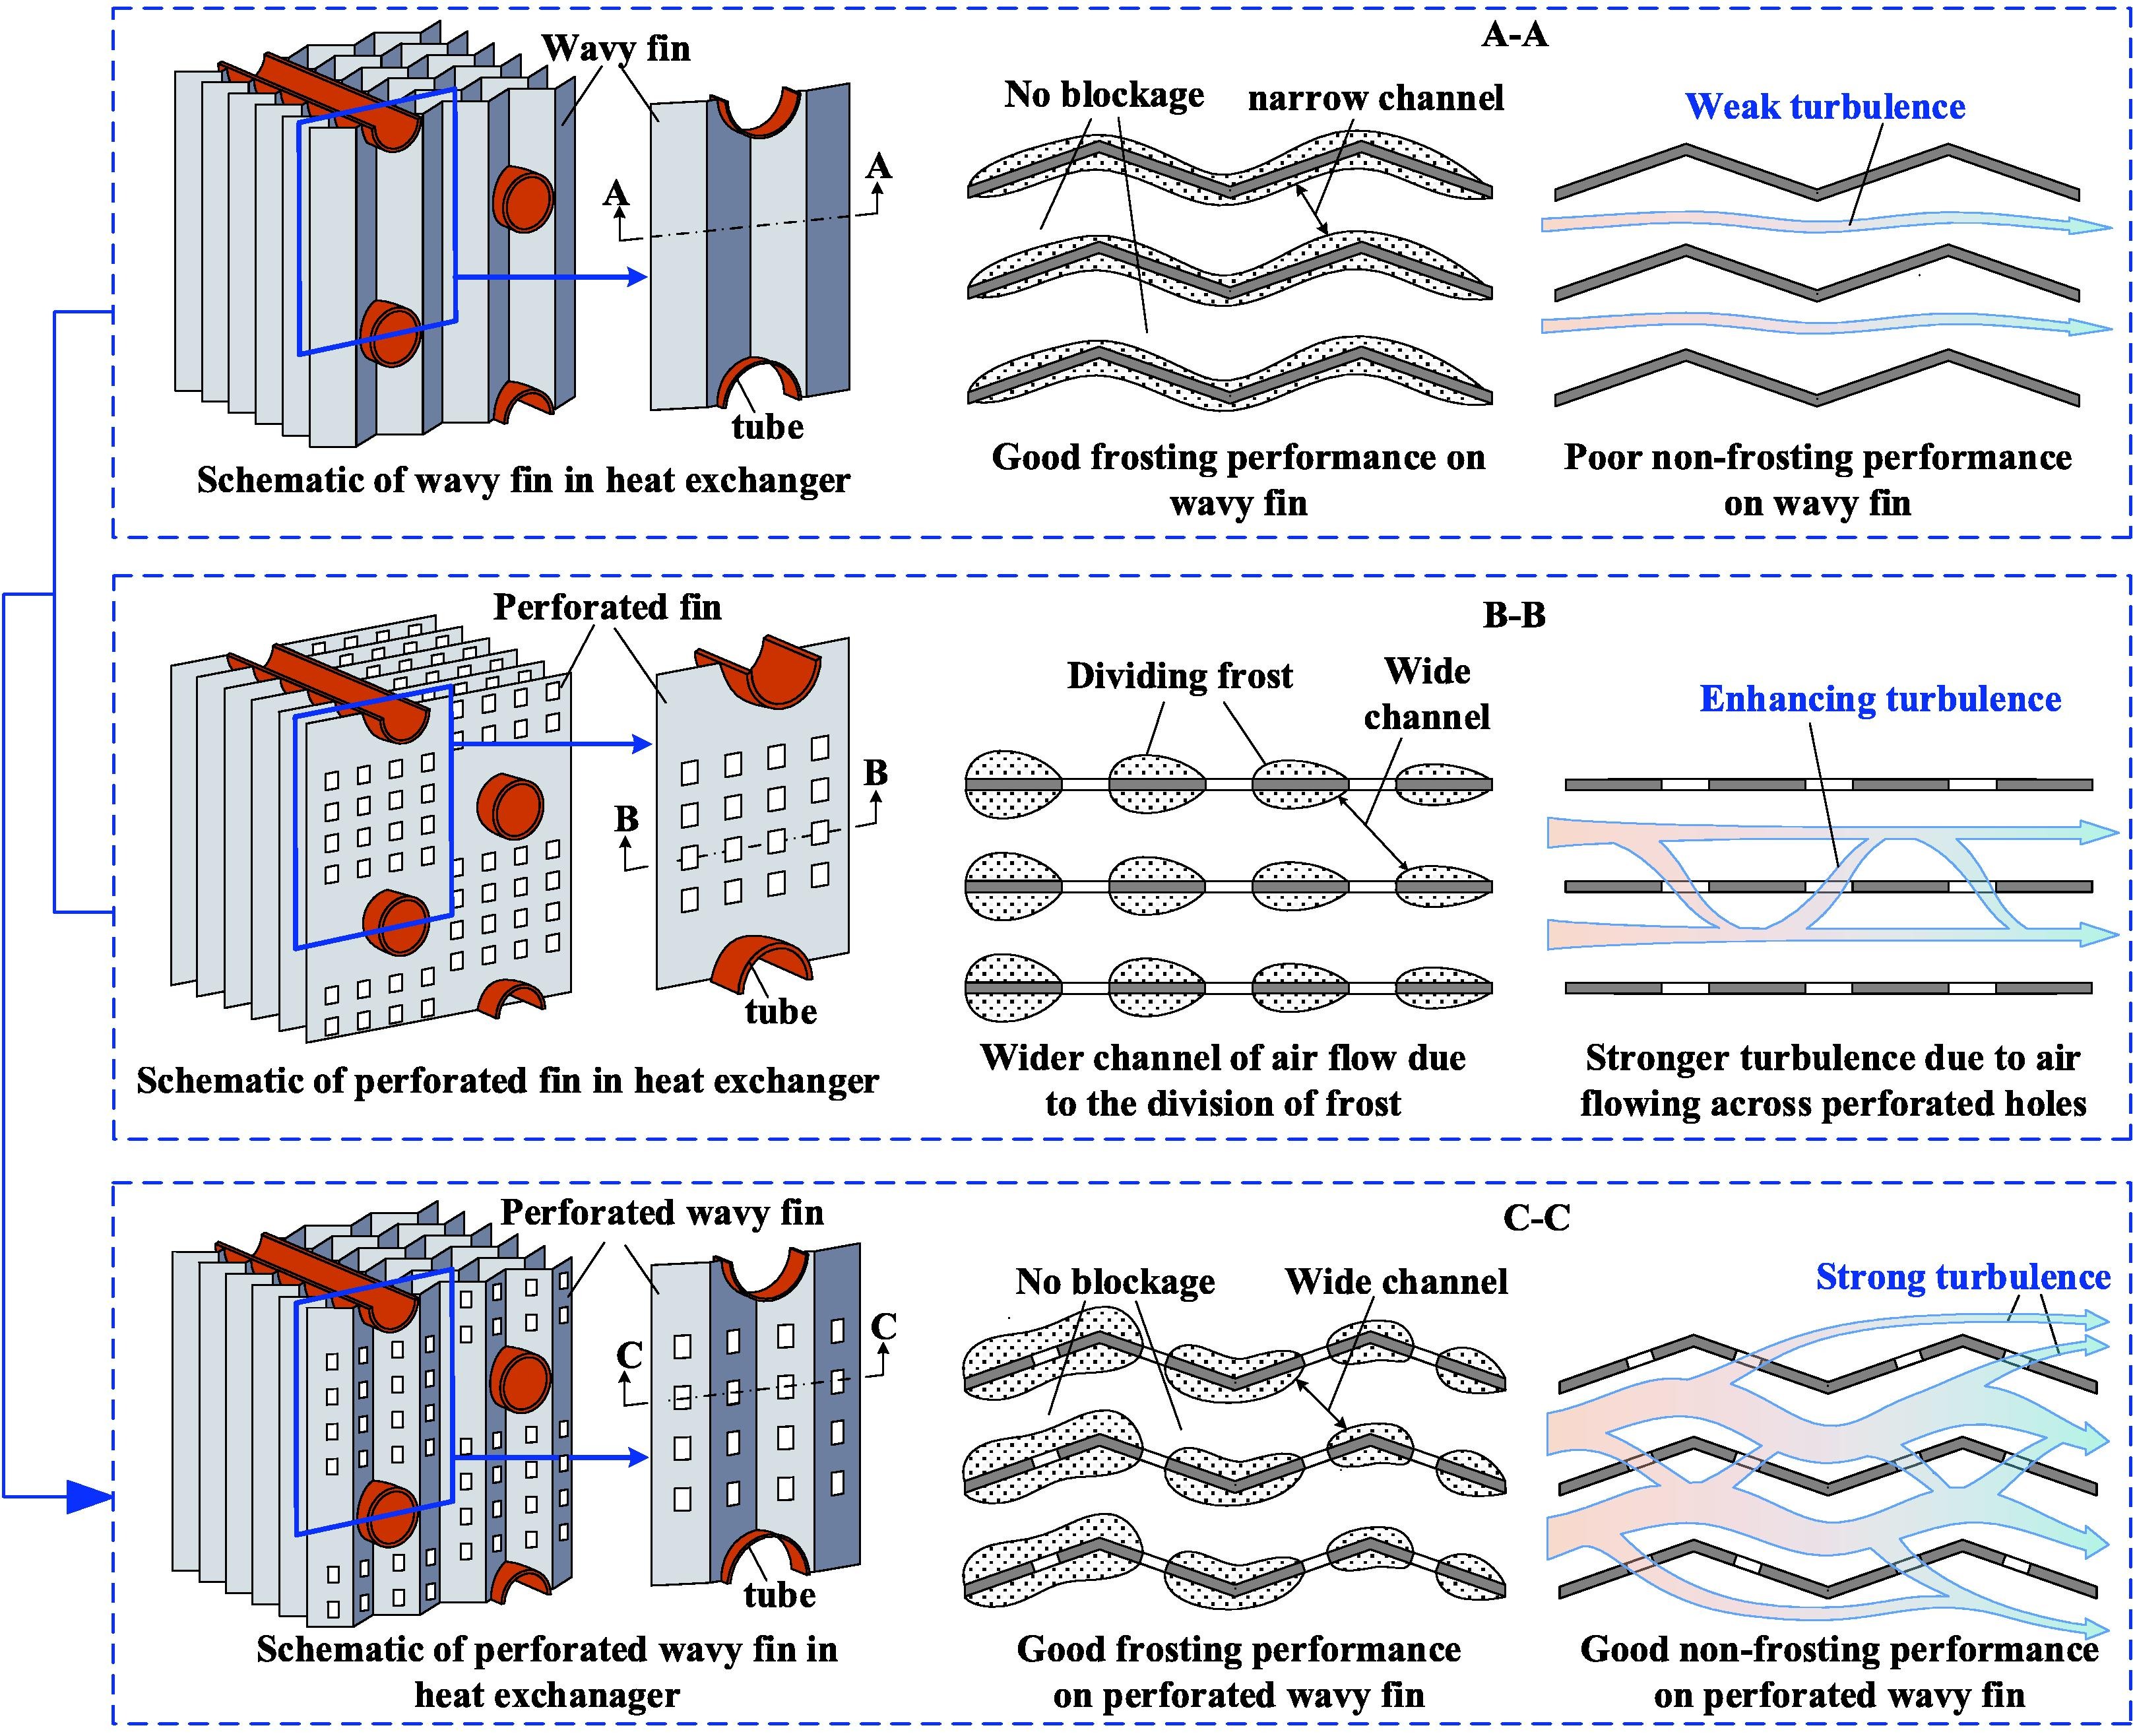 Wavy fin
A
A
tube
Schematic of wavy fin in heat exchanger
A-A
No blockage
narrow channel
Good frosting performance on
wavy fin
Weak turbulence
Poor non-frosting performance
on wavy fin
Perforated fin
B
B
tube
Schematic of perforated fin in heat exchanger
B-B
Dividing frost
Wide
channel
Wider channel of air flow due
to the division of frost
Enhancing turbulence
Stronger turbulence due to air
flowing across perforated holes
Perforated wavy fin
C
C
tube
Schematic of perforated wavy fin in
heat exchanager
C-C
No blockage
Wide channel
Good frosting performance
on perforated wavy fin
Strong turbulence
Good non-frosting performance
on perforated wavy fin